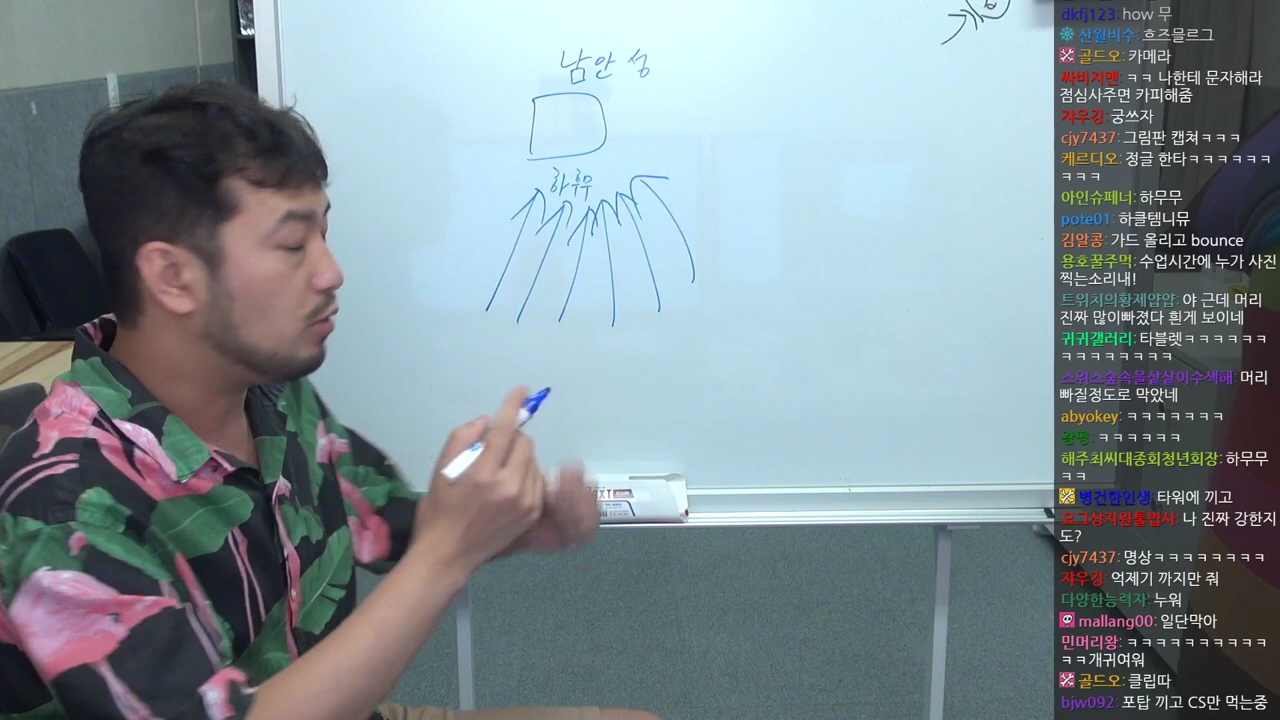 남안성
하후무
dkfj123: how 무
산월비수: 흐즈믈르그
골드오: 카메라
싸비지맨: ㅋㅋ 나한테 문자해라
점심사주면 카피해줌
쟈우깅: 궁쓰자
cjy7437: 그림판 캡쳐ㅋㅋㅋ
케르디오: 정글 한타ㅋㅋㅋㅋㅋㅋ
ㅋㅋㅋ
아인슈페너: 하무무
pote01: 하클템니뮤
김알콩: 가드 올리고 bounce
용호꿀주먹: 수업시간에 누가 사진
찍는소리내!
트위치의황제얍얍: 야 근데 머리
진짜 많이빠졌다 흰게 보이네
귀귀갤러리: 타블렛ㅋㅋㅋㅋㅋㅋ
ㅋㅋㅋㅋㅋㅋㅋㅋ
스위스숲속을샅샅이수색해: 머리
빠질정도로 막았네
abyokey: ㅋㅋㅋㅋㅋㅋㅋ
량평: ㅋㅋㅋㅋㅋㅋ
해주최씨대종회청년회장: 하무무
ㅋㅋ
병건한인생: 타워에 끼고
요그상자원툴법사: 나 진짜 강한지
도?
cjy7437: 명상ㅋㅋㅋㅋㅋㅋㅋㅋ
쟈우깅: 억제기 까지만 줘
다양한능력자: 누워
mallang00: 일단막아
민머리왕: ㅋㅋㅋㅋㅋㅋㅋㅋㅋㅋ
ㅋㅋ개귀여워
골드오: 클립따
bjw092: 포탑 끼고 CS만 먹는중